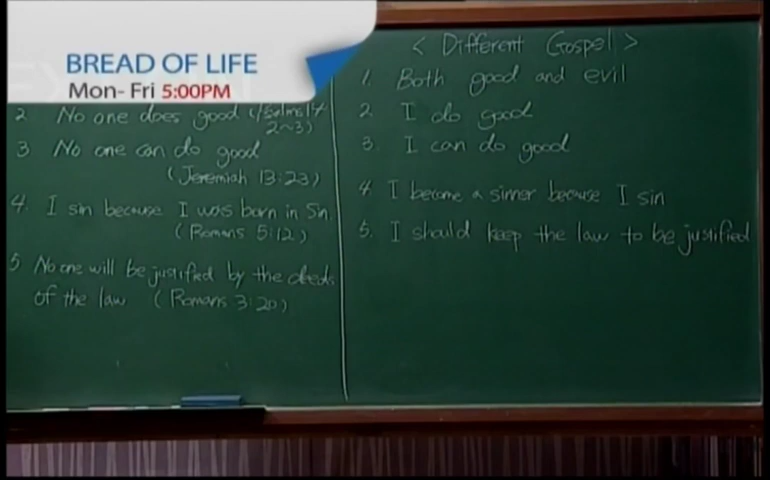 BREAD OF LIFE
Mon- Fri 5:00PM
2 No one does good (Psalms 14
2~3)
3 No one can do good
(Jeremiah 13:23)
4. I sin because I was born in Sin.
(Romans 5:12)
5 No one will be justified by the deeds
of the law (Romans 3:20)
< Different Gospel >
1. Both good and evil
2. I do good
3. I can do good
4. I become a sinner because I sin
5. I should keep the law to be justified